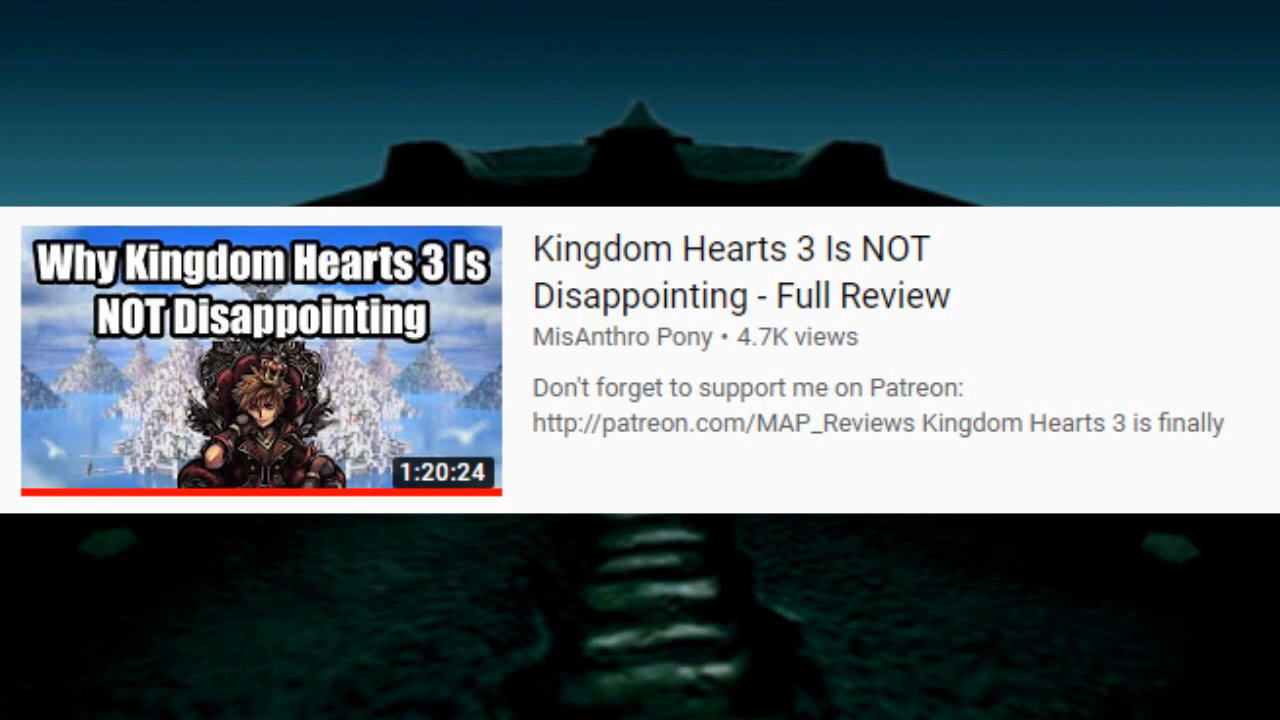 Why Kingdom Hearts 3 Is
NOT Disappointing
1:20:24
Kingdom Hearts 3 Is NOT
Disappointing - Full Review
MisAnthro Pony • 4.7K views
Don't forget to support me on Patreon:
http://patreon.com/MAP_Reviews Kingdom Hearts 3 is finally